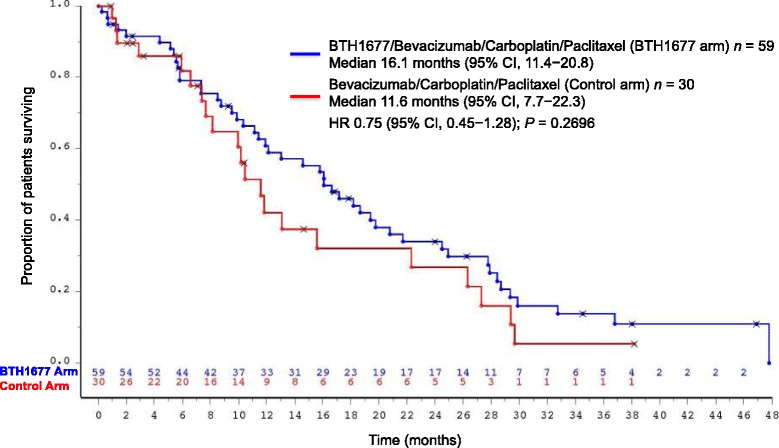 1.0
0.8
0.6
0.4
0.2
0.0
Proportion of patients surviving
BTH1677/Bevacizumab/Carboplatin/Paclitaxel (BTH1677 arm) n = 59
Median 16.1 months (95% CI, 11.4−20.8)
Bevacizumab/Carboplatin/Paclitaxel (Control arm) n = 30
Median 11.6 months (95% CI, 7.7−22.3)
HR 0.75 (95% CI, 0.45−1.28); P = 0.2696
BTH1677 Arm 59 54 52 44 42 37 33 31 29 23 19 17 17 14 11 7 7 6 5 4 2 2 2 2
Control Arm 30 26 22 20 16 14 9 8 6 6 6 6 5 5 3 1 1 1 1 1
0 2 4 6 8 10 12 14 16 18 20 22 24 26 28 30 32 34 36 38 40 42 44 46 48
Time (months)